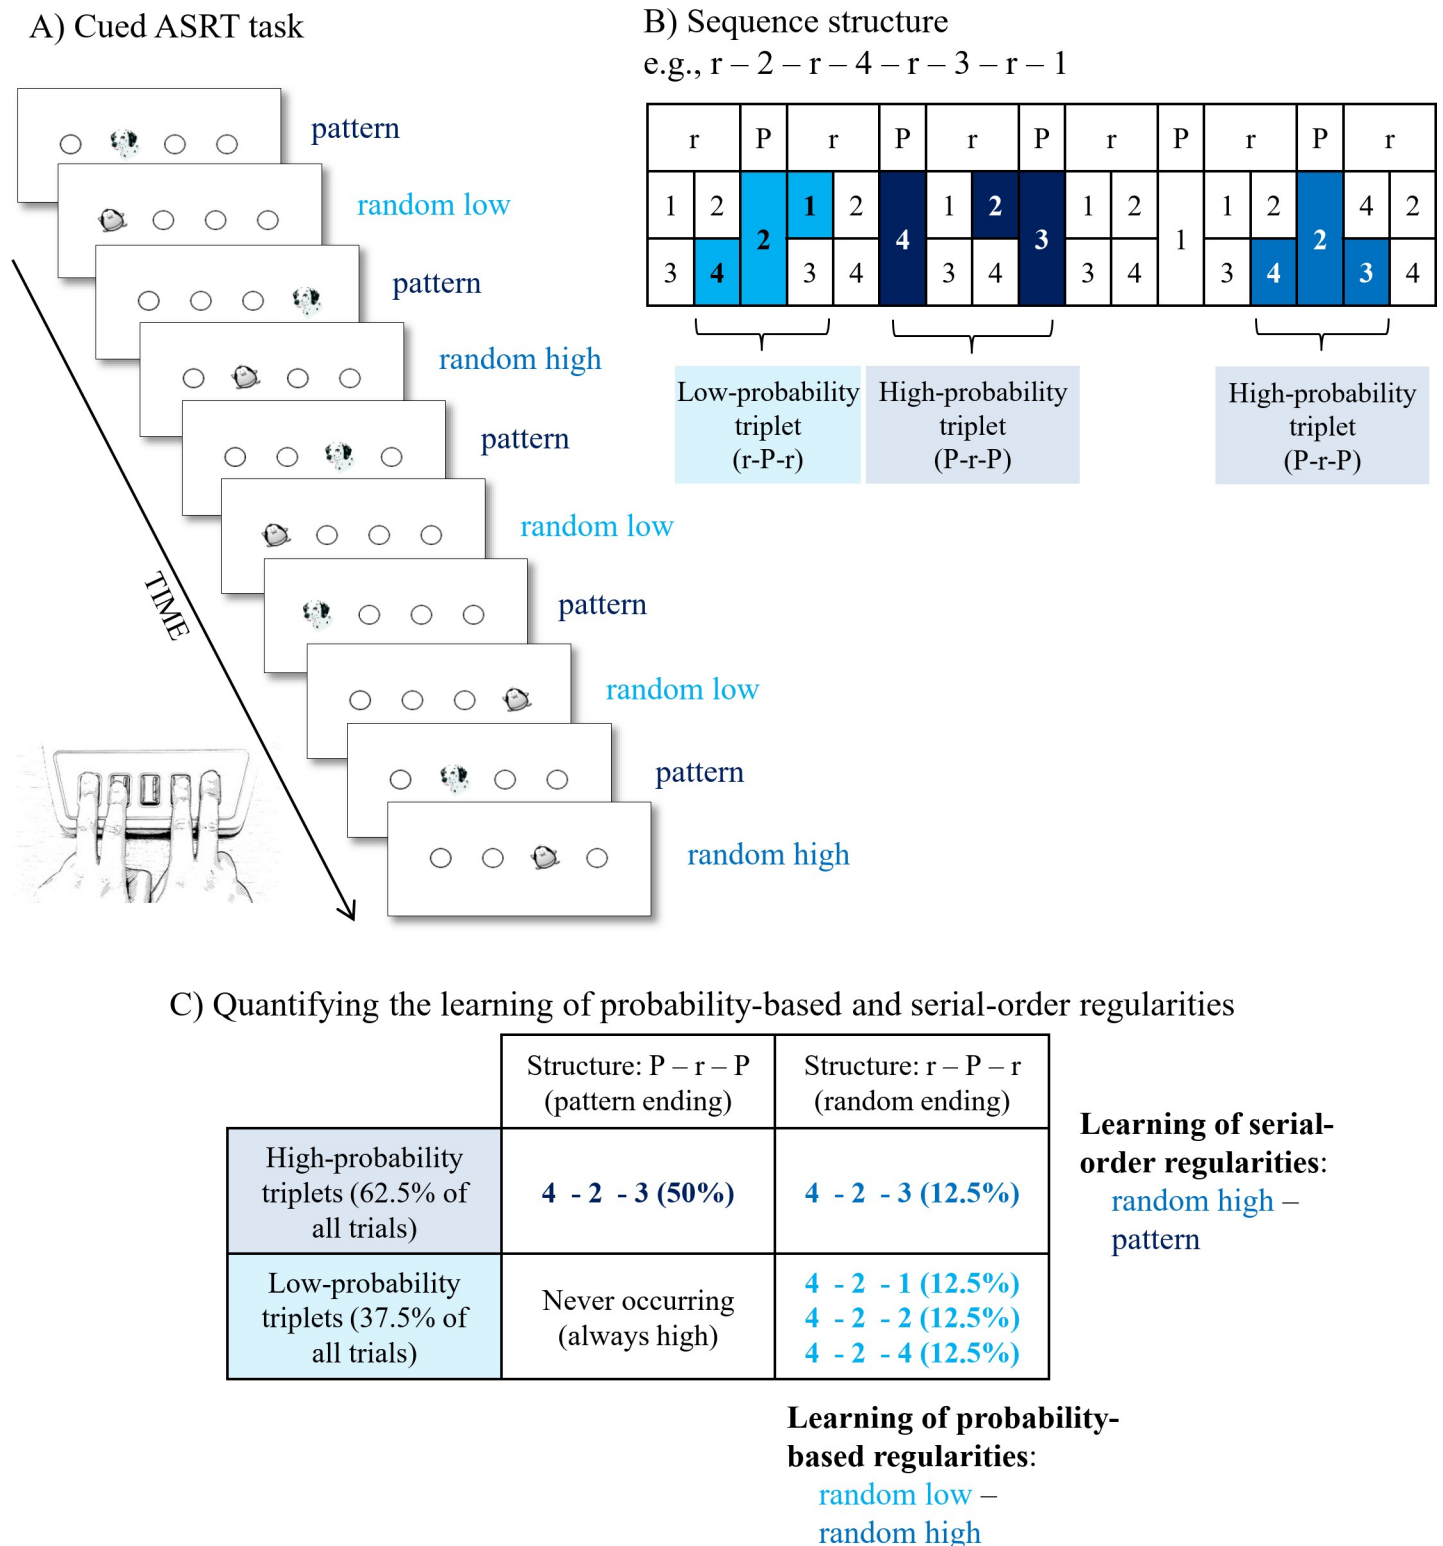 A) Cued ASRT task
pattern
random low
pattern
random high
pattern
random low
pattern
random low
pattern
random high
TIME
B) Sequence structure
e.g., r – 2 – r – 4 – r – 3 – r – 1
r P r P r P r P r P r
1 2 2 1 2 4 1 2 3 1 2 1 1 2 2 4 2
3 4 3 4 3 4 3 4 3 4 3 4
Low-probability
triplet
(r-P-r)
High-probability
triplet
(P-r-P)
High-probability
triplet
(P-r-P)
C) Quantifying the learning of probability-based and serial-order regularities
Structure: P – r – P
(pattern ending)
Structure: r – P – r
(random ending)
High-probability
triplets (62.5% of
all trials)
4 - 2 - 3 (50%)
4 - 2 - 3 (12.5%)
Low-probability
triplets (37.5% of
all trials)
Never occurring
(always high)
4 - 2 - 1 (12.5%)
4 - 2 - 2 (12.5%)
4 - 2 - 4 (12.5%)
Learning of serial-
order regularities:
random high –
pattern
Learning of probability-
based regularities:
random low –
random high